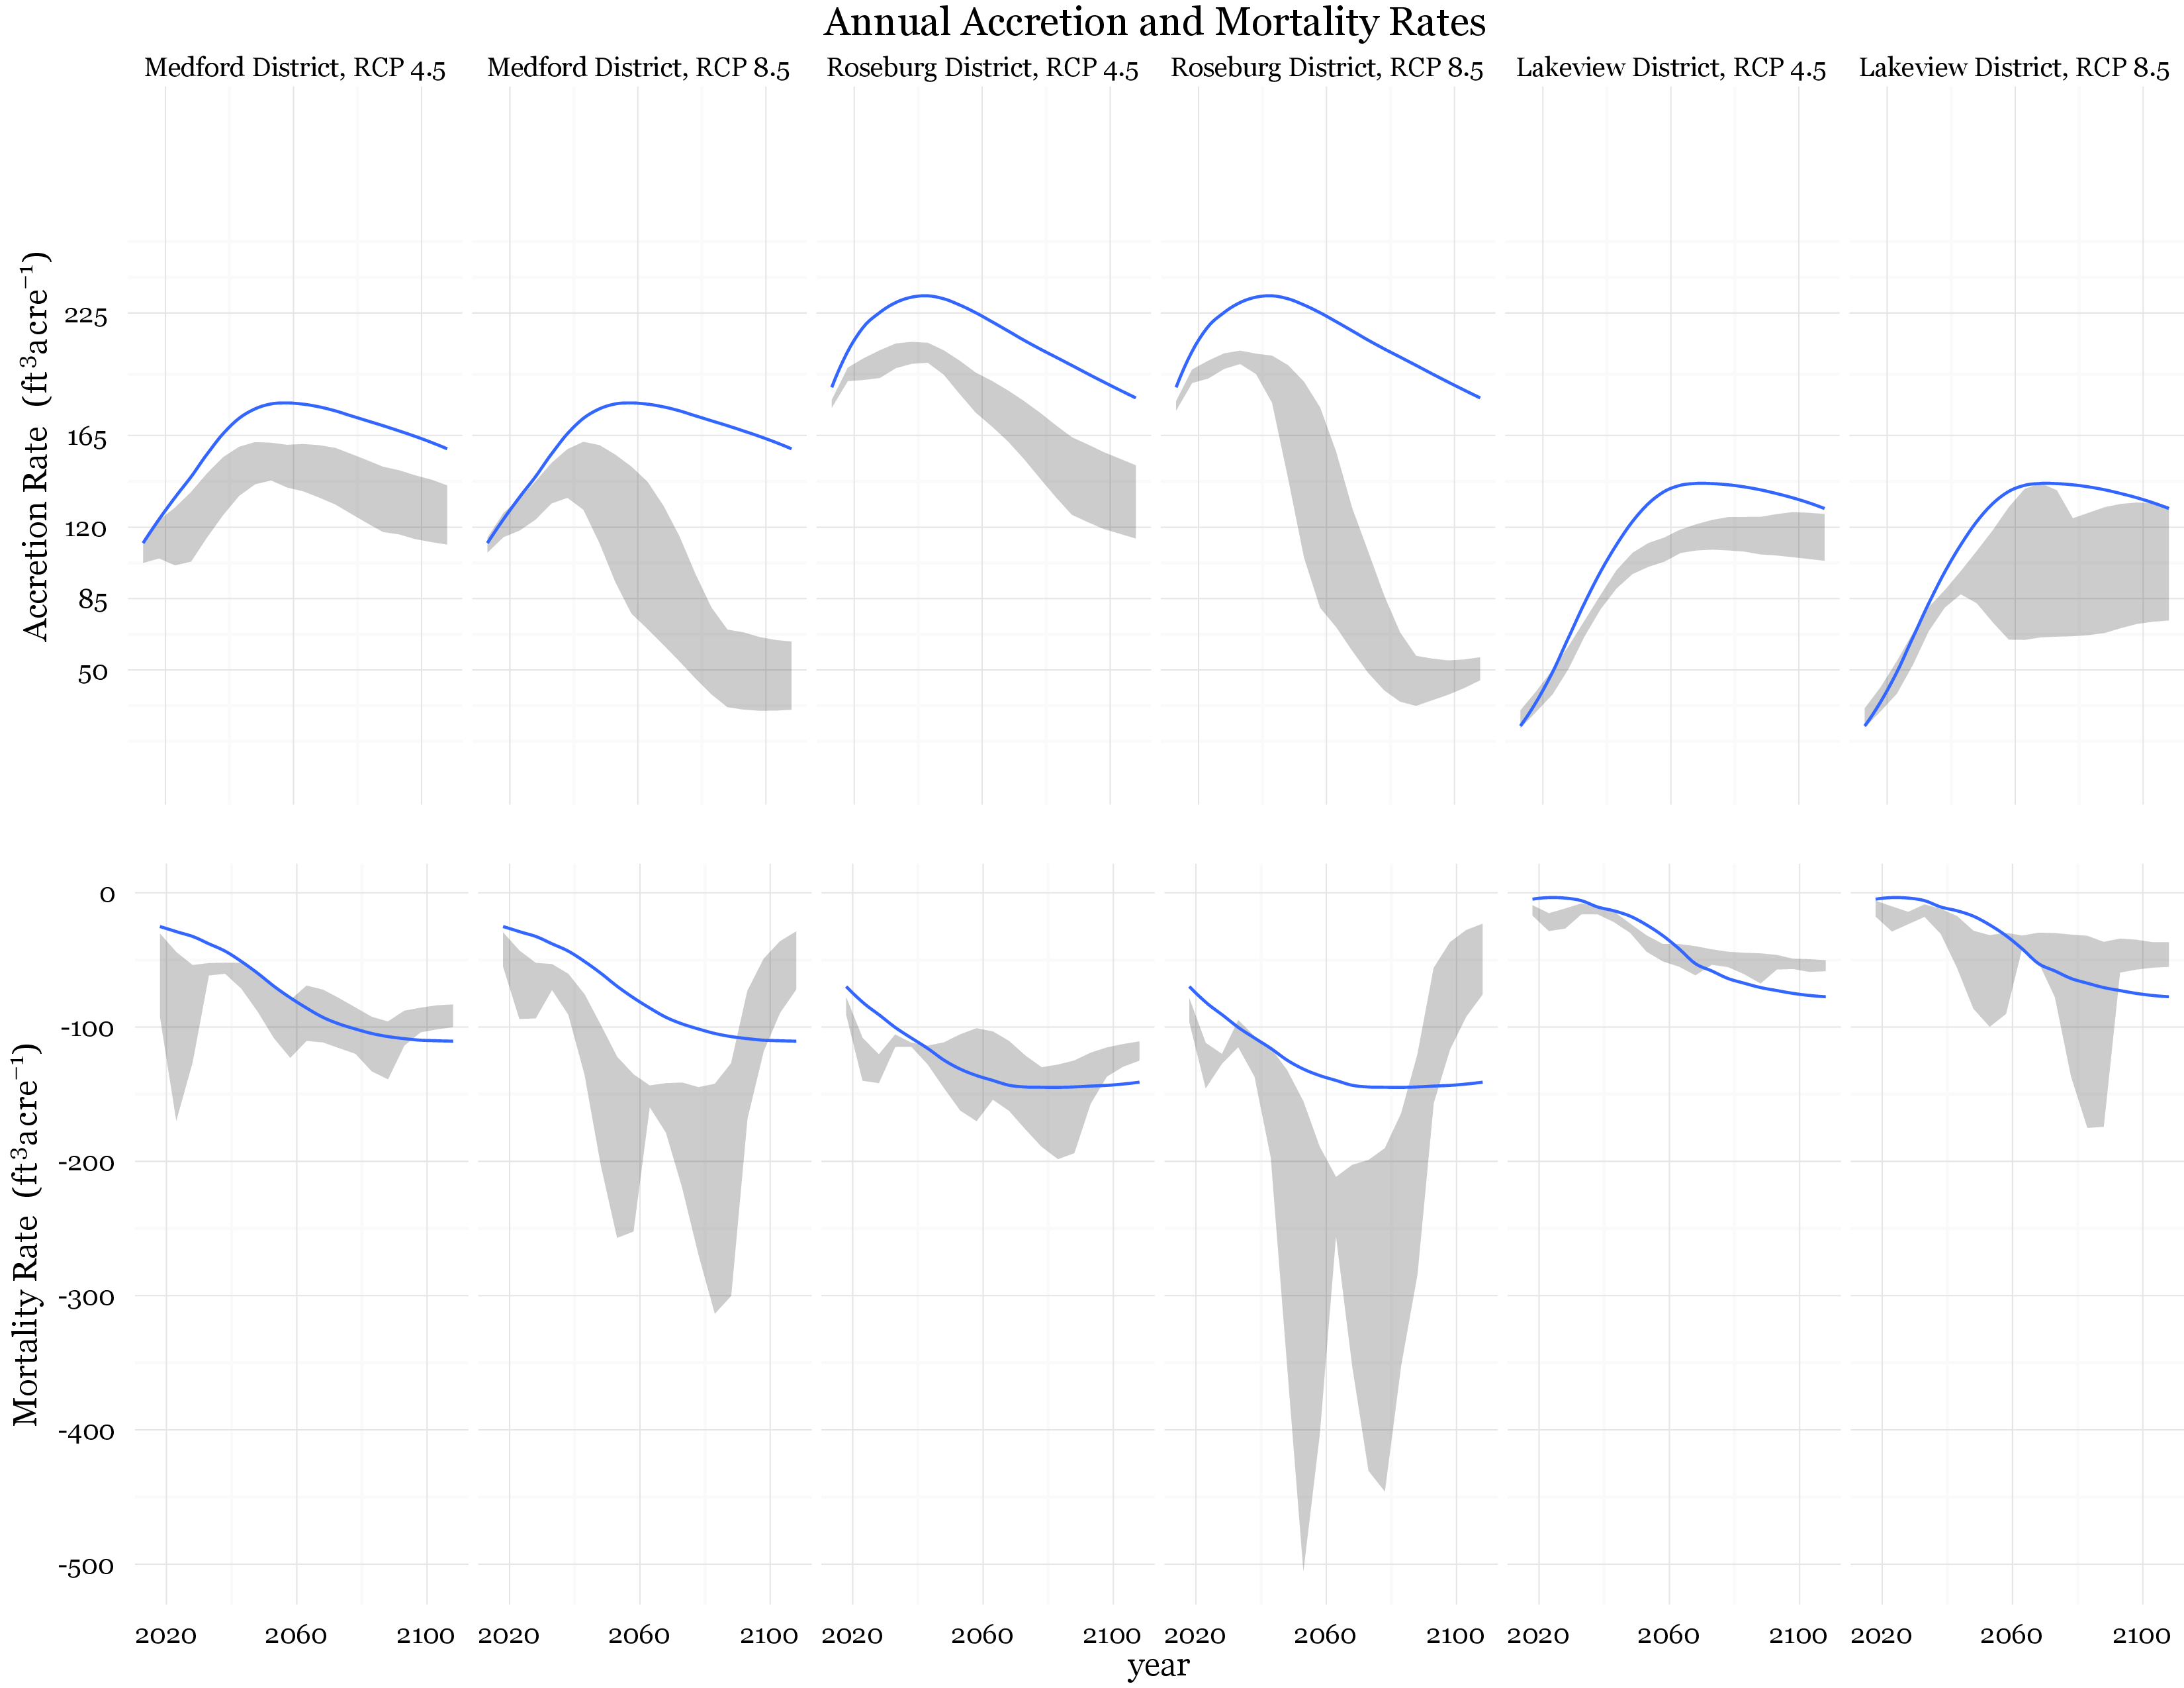 Annual Accretion and Mortality Rates
Medford District, RCP 4.5
Medford District, RCP 8.5
Roseburg District, RCP 4.5
Roseburg District, RCP 8.5
Lakeview District, RCP 4.5
Lakeview District, RCP 8.5
Accretion Rate (ft³acre⁻¹)
225
165
120
85
50
Mortality Rate (ft³acre⁻¹)
0
-100
-200
-300
-400
-500
2020 2060 2100 2020 2060 2100 2020 2060 2100 2020 2060 2100 2020 2060 2100 2020 2060 2100
year